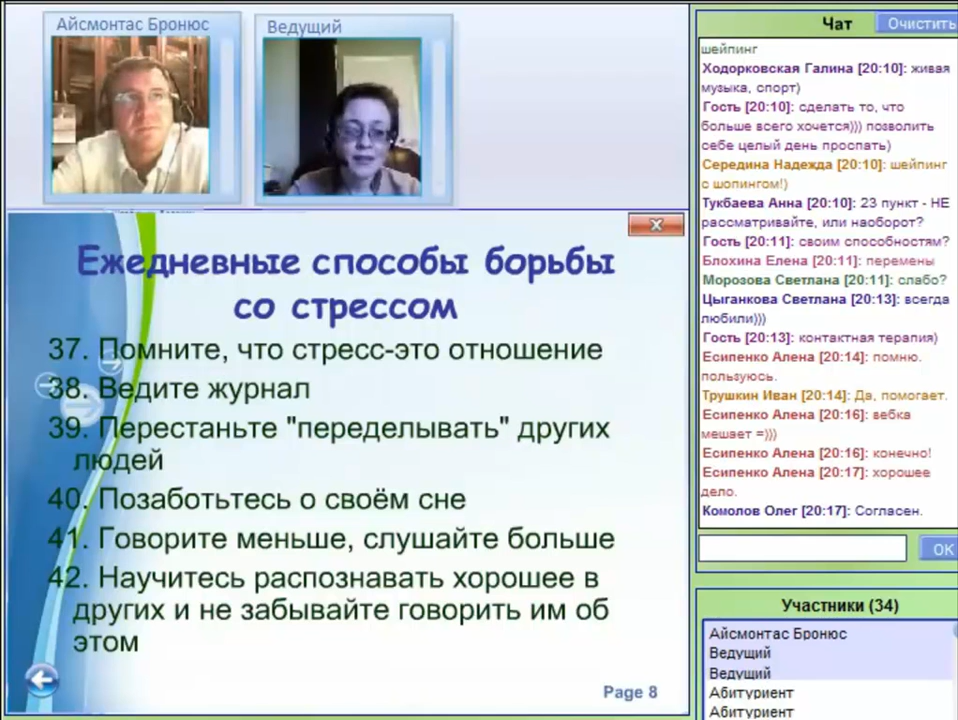 Айсмонтас Бронюс
Ведущий
Ежедневные способы борьбы
со стрессом
37. Помните, что стресс-это отношение
38. Ведите журнал
39. Перестаньте "переделывать" других
людей
40. Позаботьтесь о своём сне
41. Говорите меньше, слушайте больше
42. Научитесь распознавать хорошее в
других и не забывайте говорить им об
этом
Page 8
Чат
Очистить
шейпинг
Ходорковская Галина [20:10]: живая
музыка, спорт)
Гость [20:10]: сделать то, что
больше всего хочется))) позволить
себе целый день проспать)
Середина Надежда [20:10]: шейпинг
с шопингом!)
Тукбаева Анна [20:10]: 23 пункт - НЕ
рассматривайте, или наоборот?
Гость [20:11]: своим способностям?
Блохина Елена [20:11]: перемены
Морозова Светлана [20:11]: слабо?
Цыганкова Светлана [20:13]: всегда
любили)))
Гость [20:13]: контактная терапия)
Есипенко Алена [20:14]: помню.
пользуюсь.
Трушкин Иван [20:14]: Да, помогает.
Есипенко Алена [20:16]: вебка
мешает =)))
Есипенко Алена [20:16]: конечно!
Есипенко Алена [20:17]: хорошее
дело.
Комолов Олег [20:17]: Согласен.
ОК
Участники (34)
Айсмонтас Бронюс
Ведущий
Ведущий
Абитуриент
Абитуриент